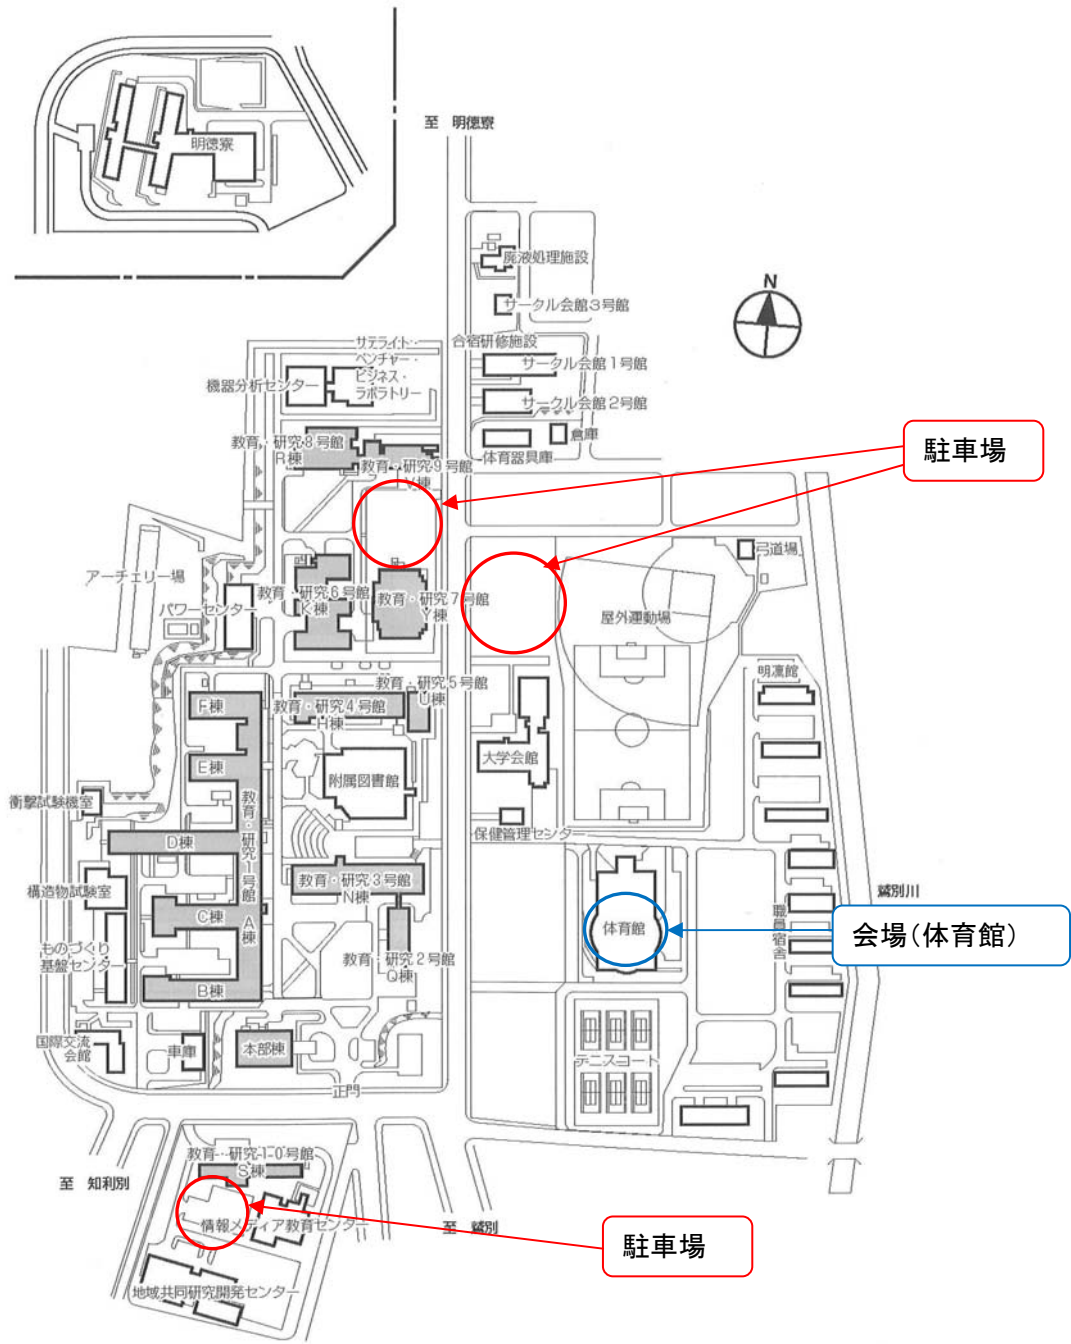 明徳寮
至 明徳寮
廃液処理施設
サークル会館3号館
N
サテライト・
ベンチャー・
ビジネス・
ラボラトリー
合宿研修施設
サークル会館1号館
機器分析センター
サークル会館2号館
倉庫
体育器具庫
教育・研究8号館
R棟
教育・研究9号館
V棟
駐車場
アーチェリー場
パワーセンター
教育・研究6号館
K棟
教育・研究7号館
Y棟
弓道場
屋外運動場
明凛館
教育・研究5号館
U棟
教育・研究4号館
H棟
F棟
E棟
附属図書館
大学会館
衝撃試験機室
保健管理センター
教育・研究1号館
A棟
D棟
構造物試験室
C棟
教育・研究3号館
N棟
体育館
鷲別川
職員宿舎
会場(体育館)
ものづくり
基盤センター
B棟
教育・研究2号館
Q棟
国際交流
会館
車庫
本部棟
正門
テニスコート
教育・研究10号館
S棟
至 知利別
情報メディア教育センター
至 鷲別
駐車場
地域共同研究開発センター